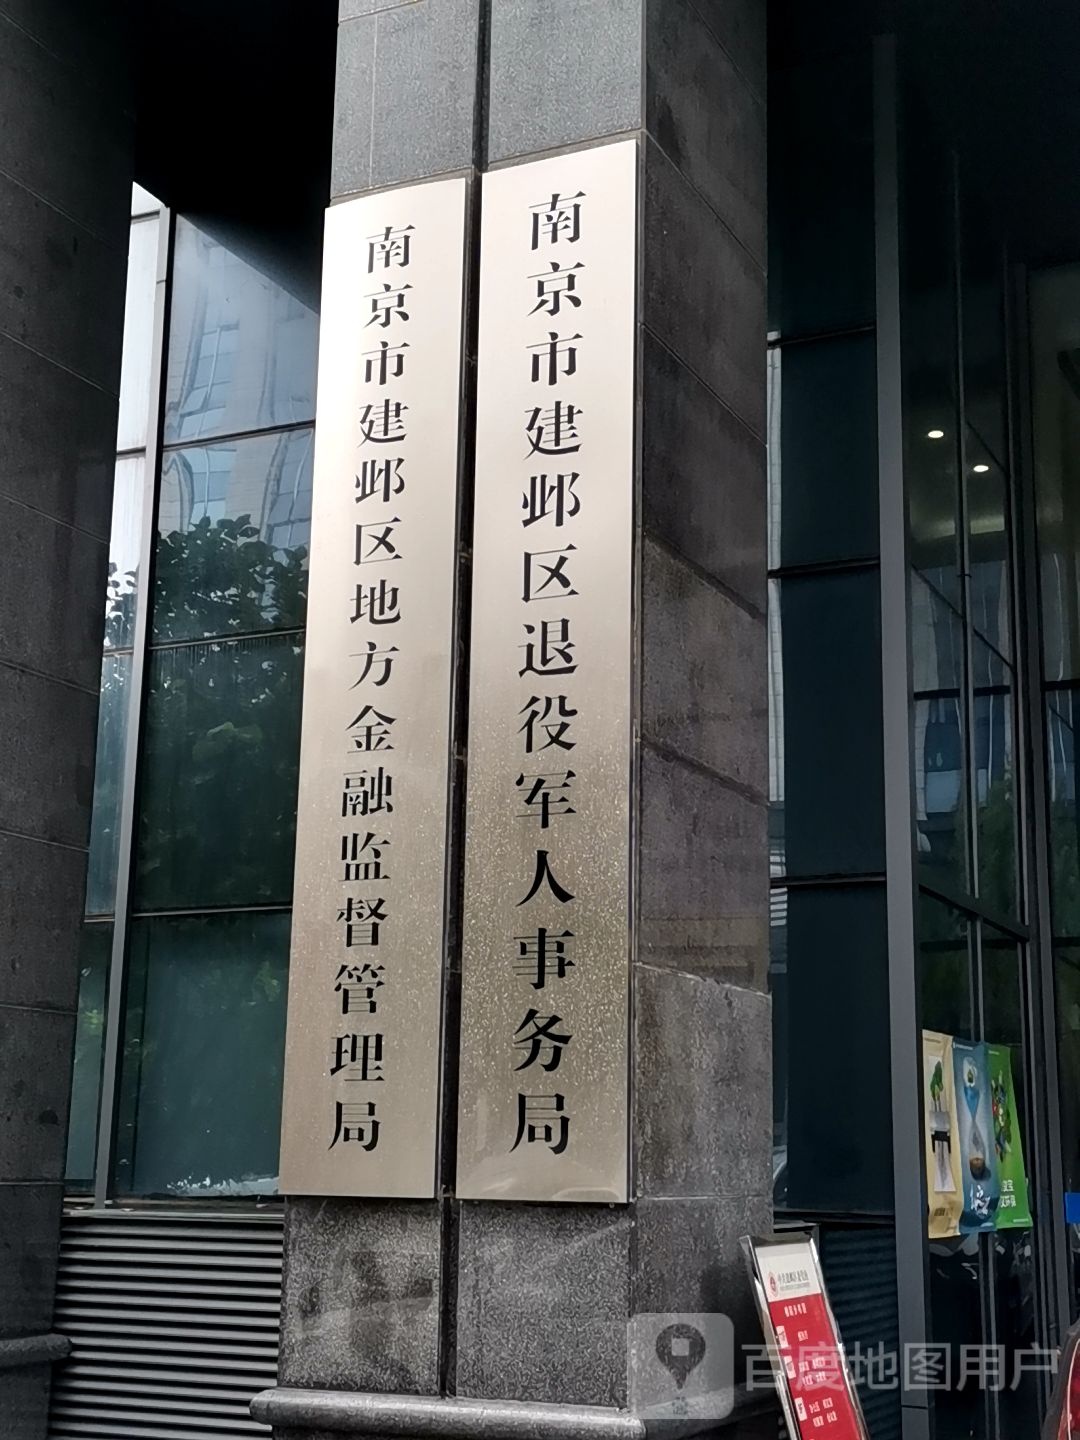 南京市建邺区地方金融监督管理局
南京市建邺区退役军人事务局
百度地图用户